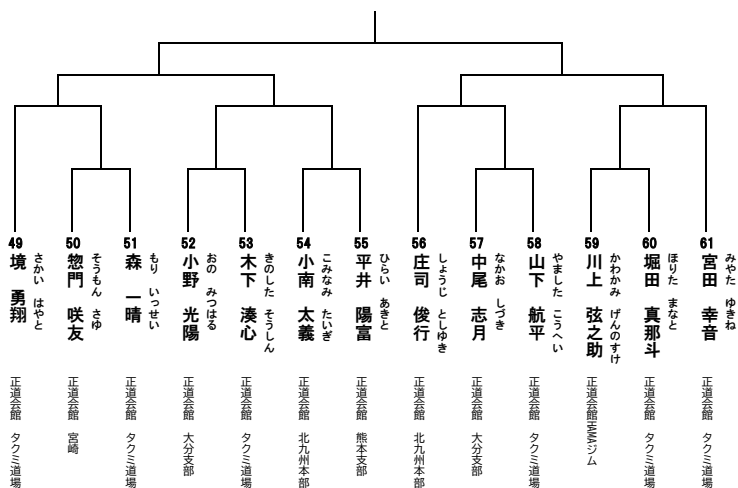 49
境 勇翔
さかい はやと
正道会館 タクミ道場
50
惣門 咲友
そうもん さゆ
正道会館 宮崎
51
森 一晴
もり いっせい
正道会館 タクミ道場
52
小野 光陽
おの みつはる
正道会館 大分支部
53
木下 湊心
きのした そうしん
正道会館 タクミ道場
54
小南 太義
こみなみ たいぎ
正道会館 北九州本部
55
平井 陽富
ひらい あきと
正道会館 熊本支部
56
庄司 俊行
しょうじ としゆき
正道会館 北九州本部
57
中尾 志月
なかお しづき
正道会館 大分支部
58
山下 航平
やました こうへい
正道会館 タクミ道場
59
川上 弦之助
かわかみ げんのすけ
正道会館HAWAジム
60
堀田 真那斗
ほりた まなと
正道会館 タクミ道場
61
宮田 幸音
みやた ゆきね
正道会館 タクミ道場